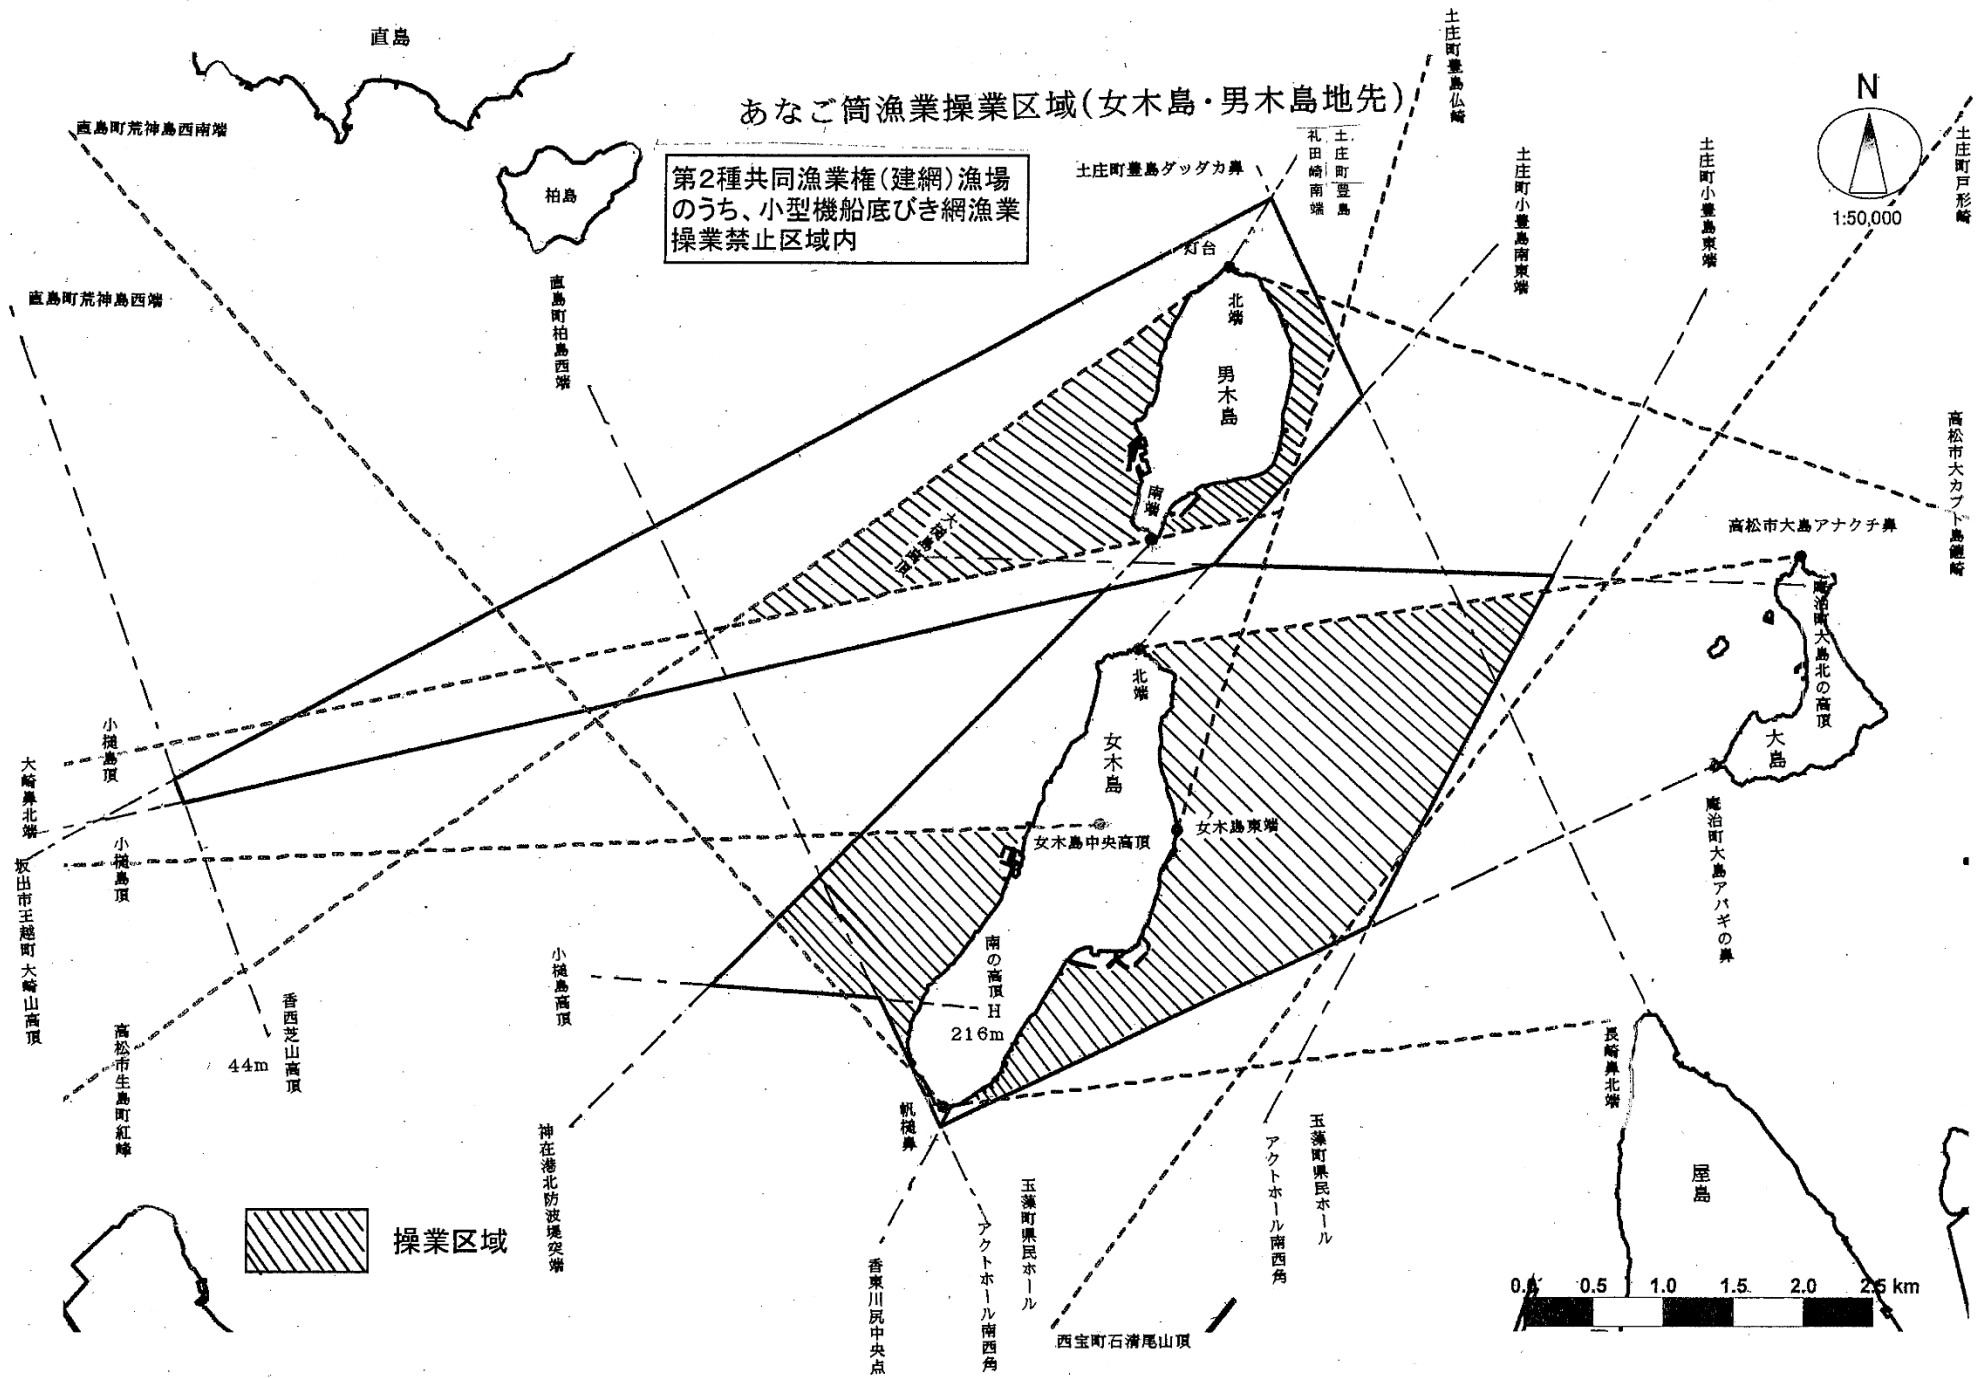 直島
あなご筒漁業操業区域(女木島・男木島地先)
土庄町豊島仏崎
N
1:50,000
直島町荒神島西南端
柏島
第2種共同漁業権(建網)漁場
のうち、小型機船底びき網漁業
操業禁止区域内
土庄町豊島ダッダカ鼻
土庄町豊島
礼田崎南端
土庄町小豊島南東端
土庄町小豊島東端
土庄町戸形崎
直島町荒神島西端
直島町柏島西端
灯台
北端
男木島
南端
高松市大カブト島鎧崎
高松市大島アナクチ鼻
庵治町大島北の高頂
大島
北端
女木島
女木島東端
女木島中央高頂
庵治町大島アバギの鼻
小槌島頂
大崎鼻北端
小槌島頂
坂出市王越町大崎山高頂
小槌島高頂
南の高頂
H
216m
香西芝山高頂
44m
高松市生島町紅峰
神在港北防波堤突端
帆槌鼻
長崎鼻北端
屋島
玉藻町県民ホール
アクトホール南西角
玉藻町県民ホール
アクトホール南西角
香東川尻中央点
西宝町石清尾山頂
操業区域
0.0 0.5 1.0 1.5 2.0 2.5 km